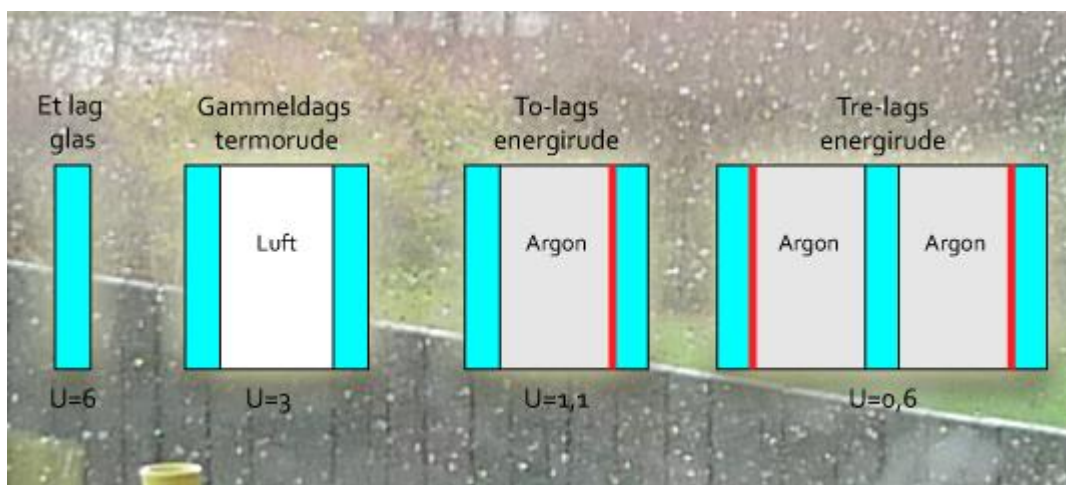 Et lag
glas
Gammeldags
termorude
To-lags
energirude
Tre-lags
energirude
Luft
Argon
Argon
Argon
U=6
U=3
U=1,1
U=0,6